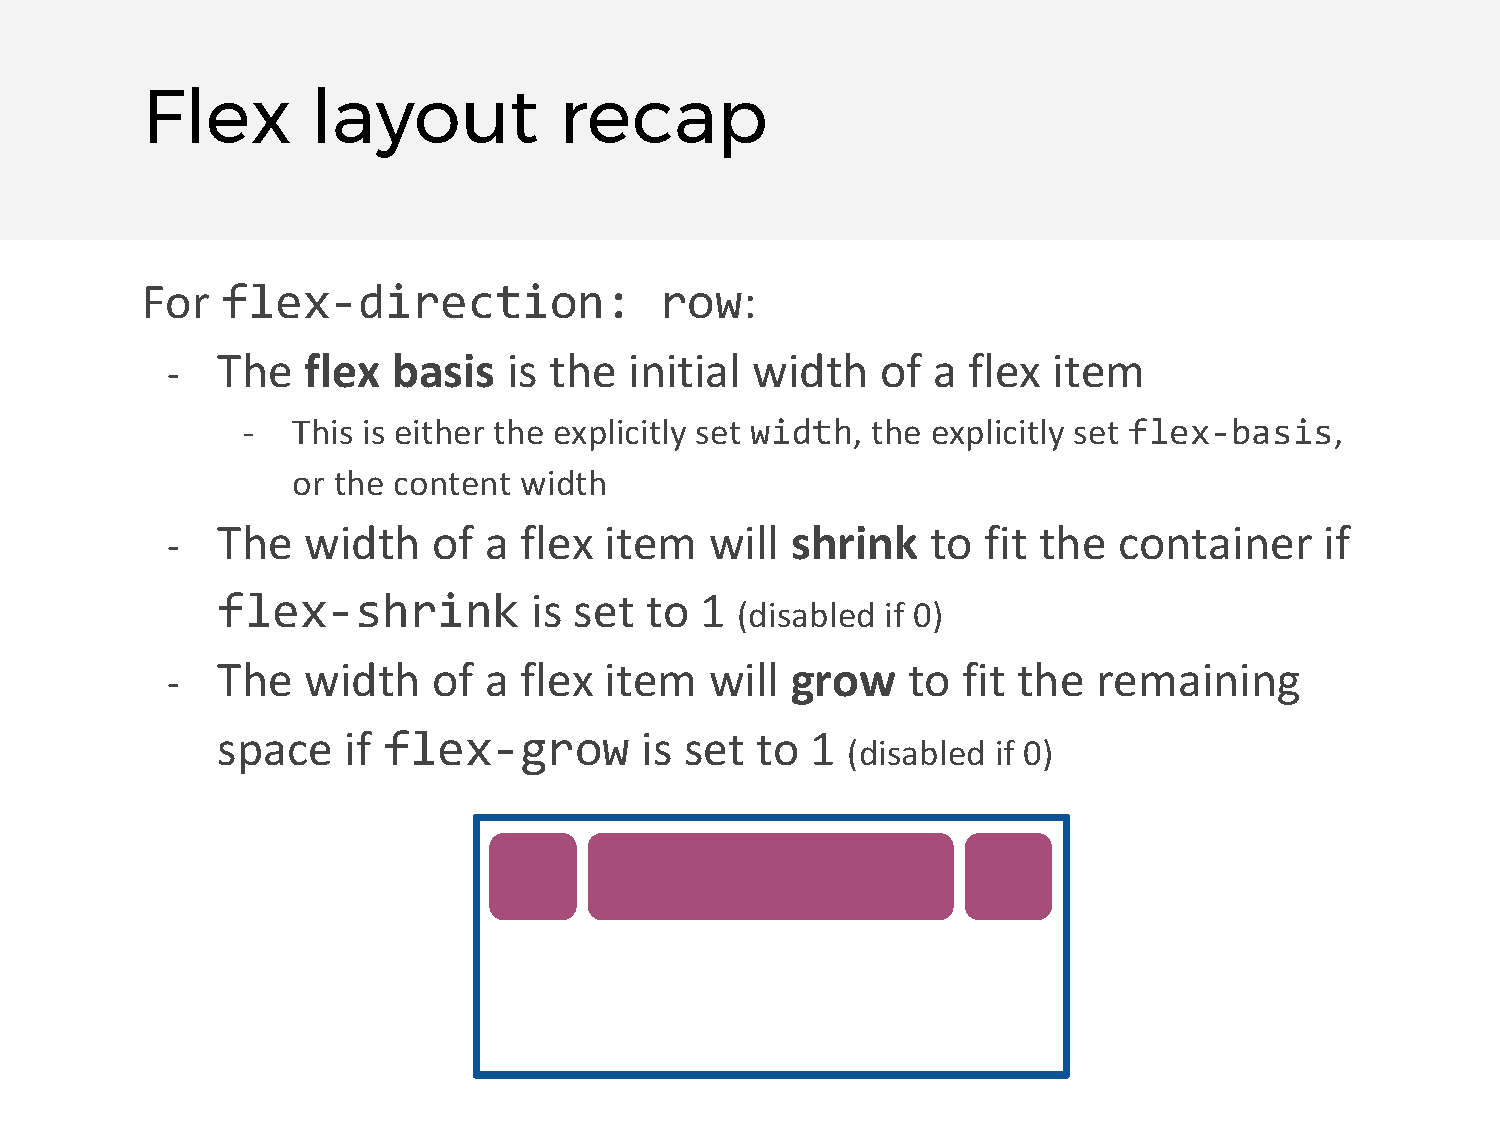 Flex layout recap
For flex-direction: row:
- The flex basis is the initial width of a flex item
- This is either the explicitly set width, the explicitly set flex-basis,
or the content width
- The width of a flex item will shrink to fit the container if
flex-shrink is set to 1 (disabled if 0)
- The width of a flex item will grow to fit the remaining
space if flex-grow is set to 1 (disabled if 0)